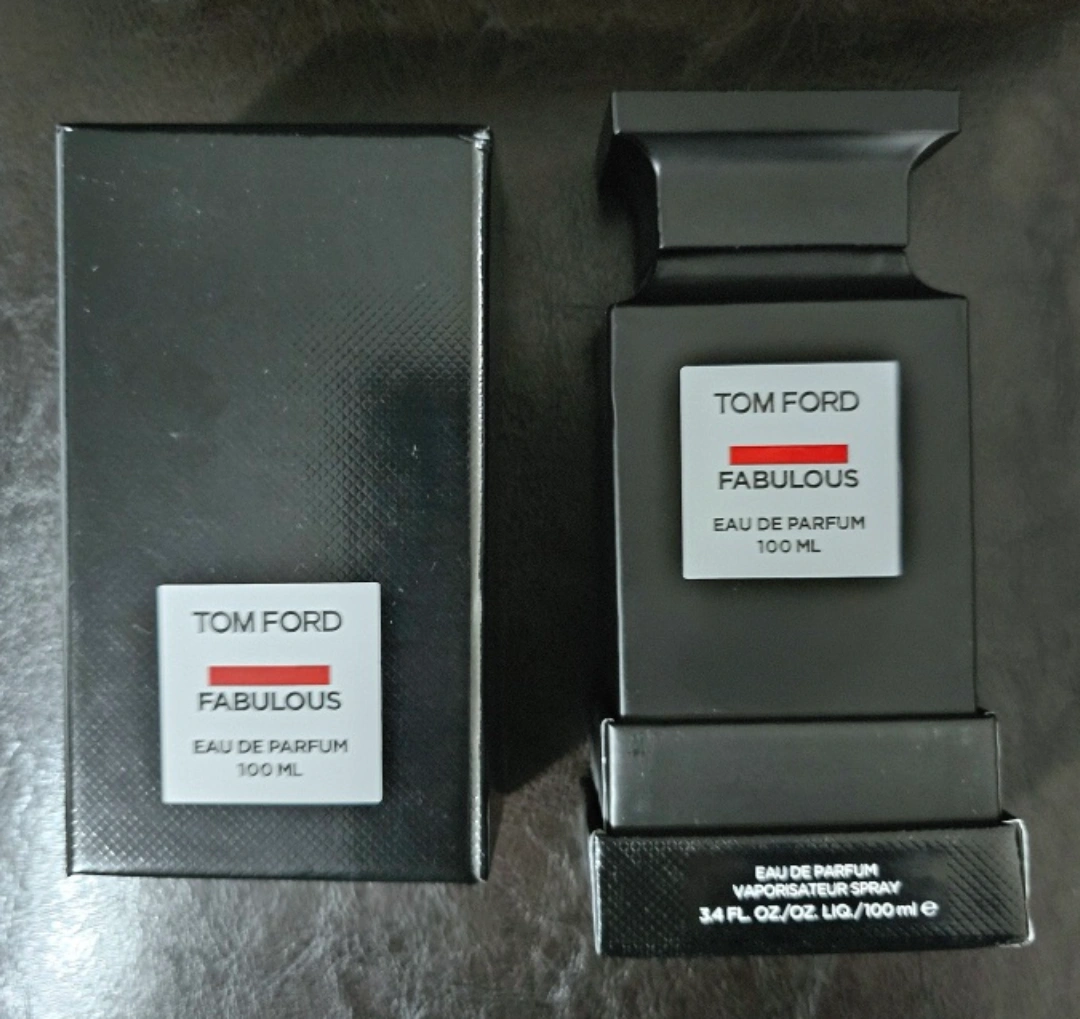 TOM FORD
FABULOUS
EAU DE PARFUM
100 ML
TOM FORD
FABULOUS
EAU DE PARFUM
100 ML
EAU DE PARFUM
VAPORISATEUR SPRAY
3.4 FL. OZ./OZ. LIQ./100 ml ℮